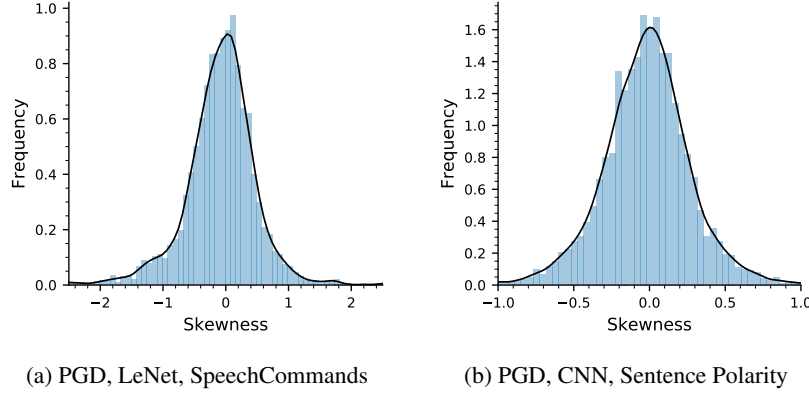 1.0
0.8
0.6
0.4
0.2
0.0
Frequency
−2 −1 0 1 2
Skewness
(a) PGD, LeNet, SpeechCommands
1.6
1.4
1.2
1.0
0.8
0.6
0.4
0.2
0.0
Frequency
−1.0 −0.5 0.0 0.5 1.0
Skewness
(b) PGD, CNN, Sentence Polarity